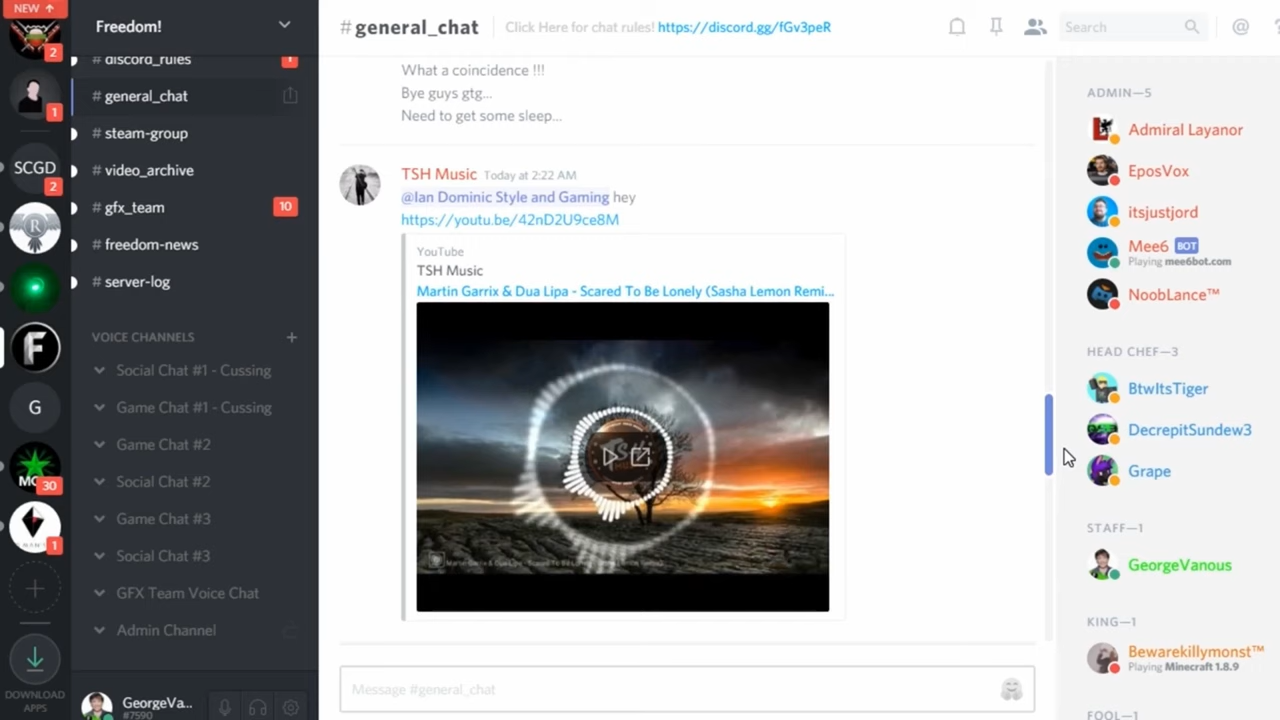 NEW ↑
2
1
SCGD
2
R
F
G
MC
30
1
DOWNLOAD
APPS
Freedom!
# discord_rules
1
# general_chat
# steam-group
# video_archive
# gfx_team
10
# freedom-news
# server-log
VOICE CHANNELS
Social Chat #1 - Cussing
Game Chat #1 - Cussing
Game Chat #2
Social Chat #2
Game Chat #3
Social Chat #3
GFX Team Voice Chat
Admin Channel
GeorgeVa...
#7590
#general_chat
Click Here for chat rules! https://discord.gg/fGv3peR
Search
@
What a coincidence !!!
Bye guys gtg...
Need to get some sleep...
TSH Music Today at 2:22 AM
@Ian Dominic Style and Gaming hey
https://youtu.be/42nD2U9ce8M
YouTube
TSH Music
Martin Garrix & Dua Lipa - Scared To Be Lonely (Sasha Lemon Remi...
Message #general_chat
ADMIN—5
Admiral Layanor
EposVox
itsjustjord
Mee6 BOT
Playing mee6bot.com
NoobLance™
HEAD CHEF—3
BtwItsTiger
DecrepitSundew3
Grape
STAFF—1
GeorgeVanous
KING—1
Bewarekillymonst™
Playing Minecraft 1.8.9
FOOL—1